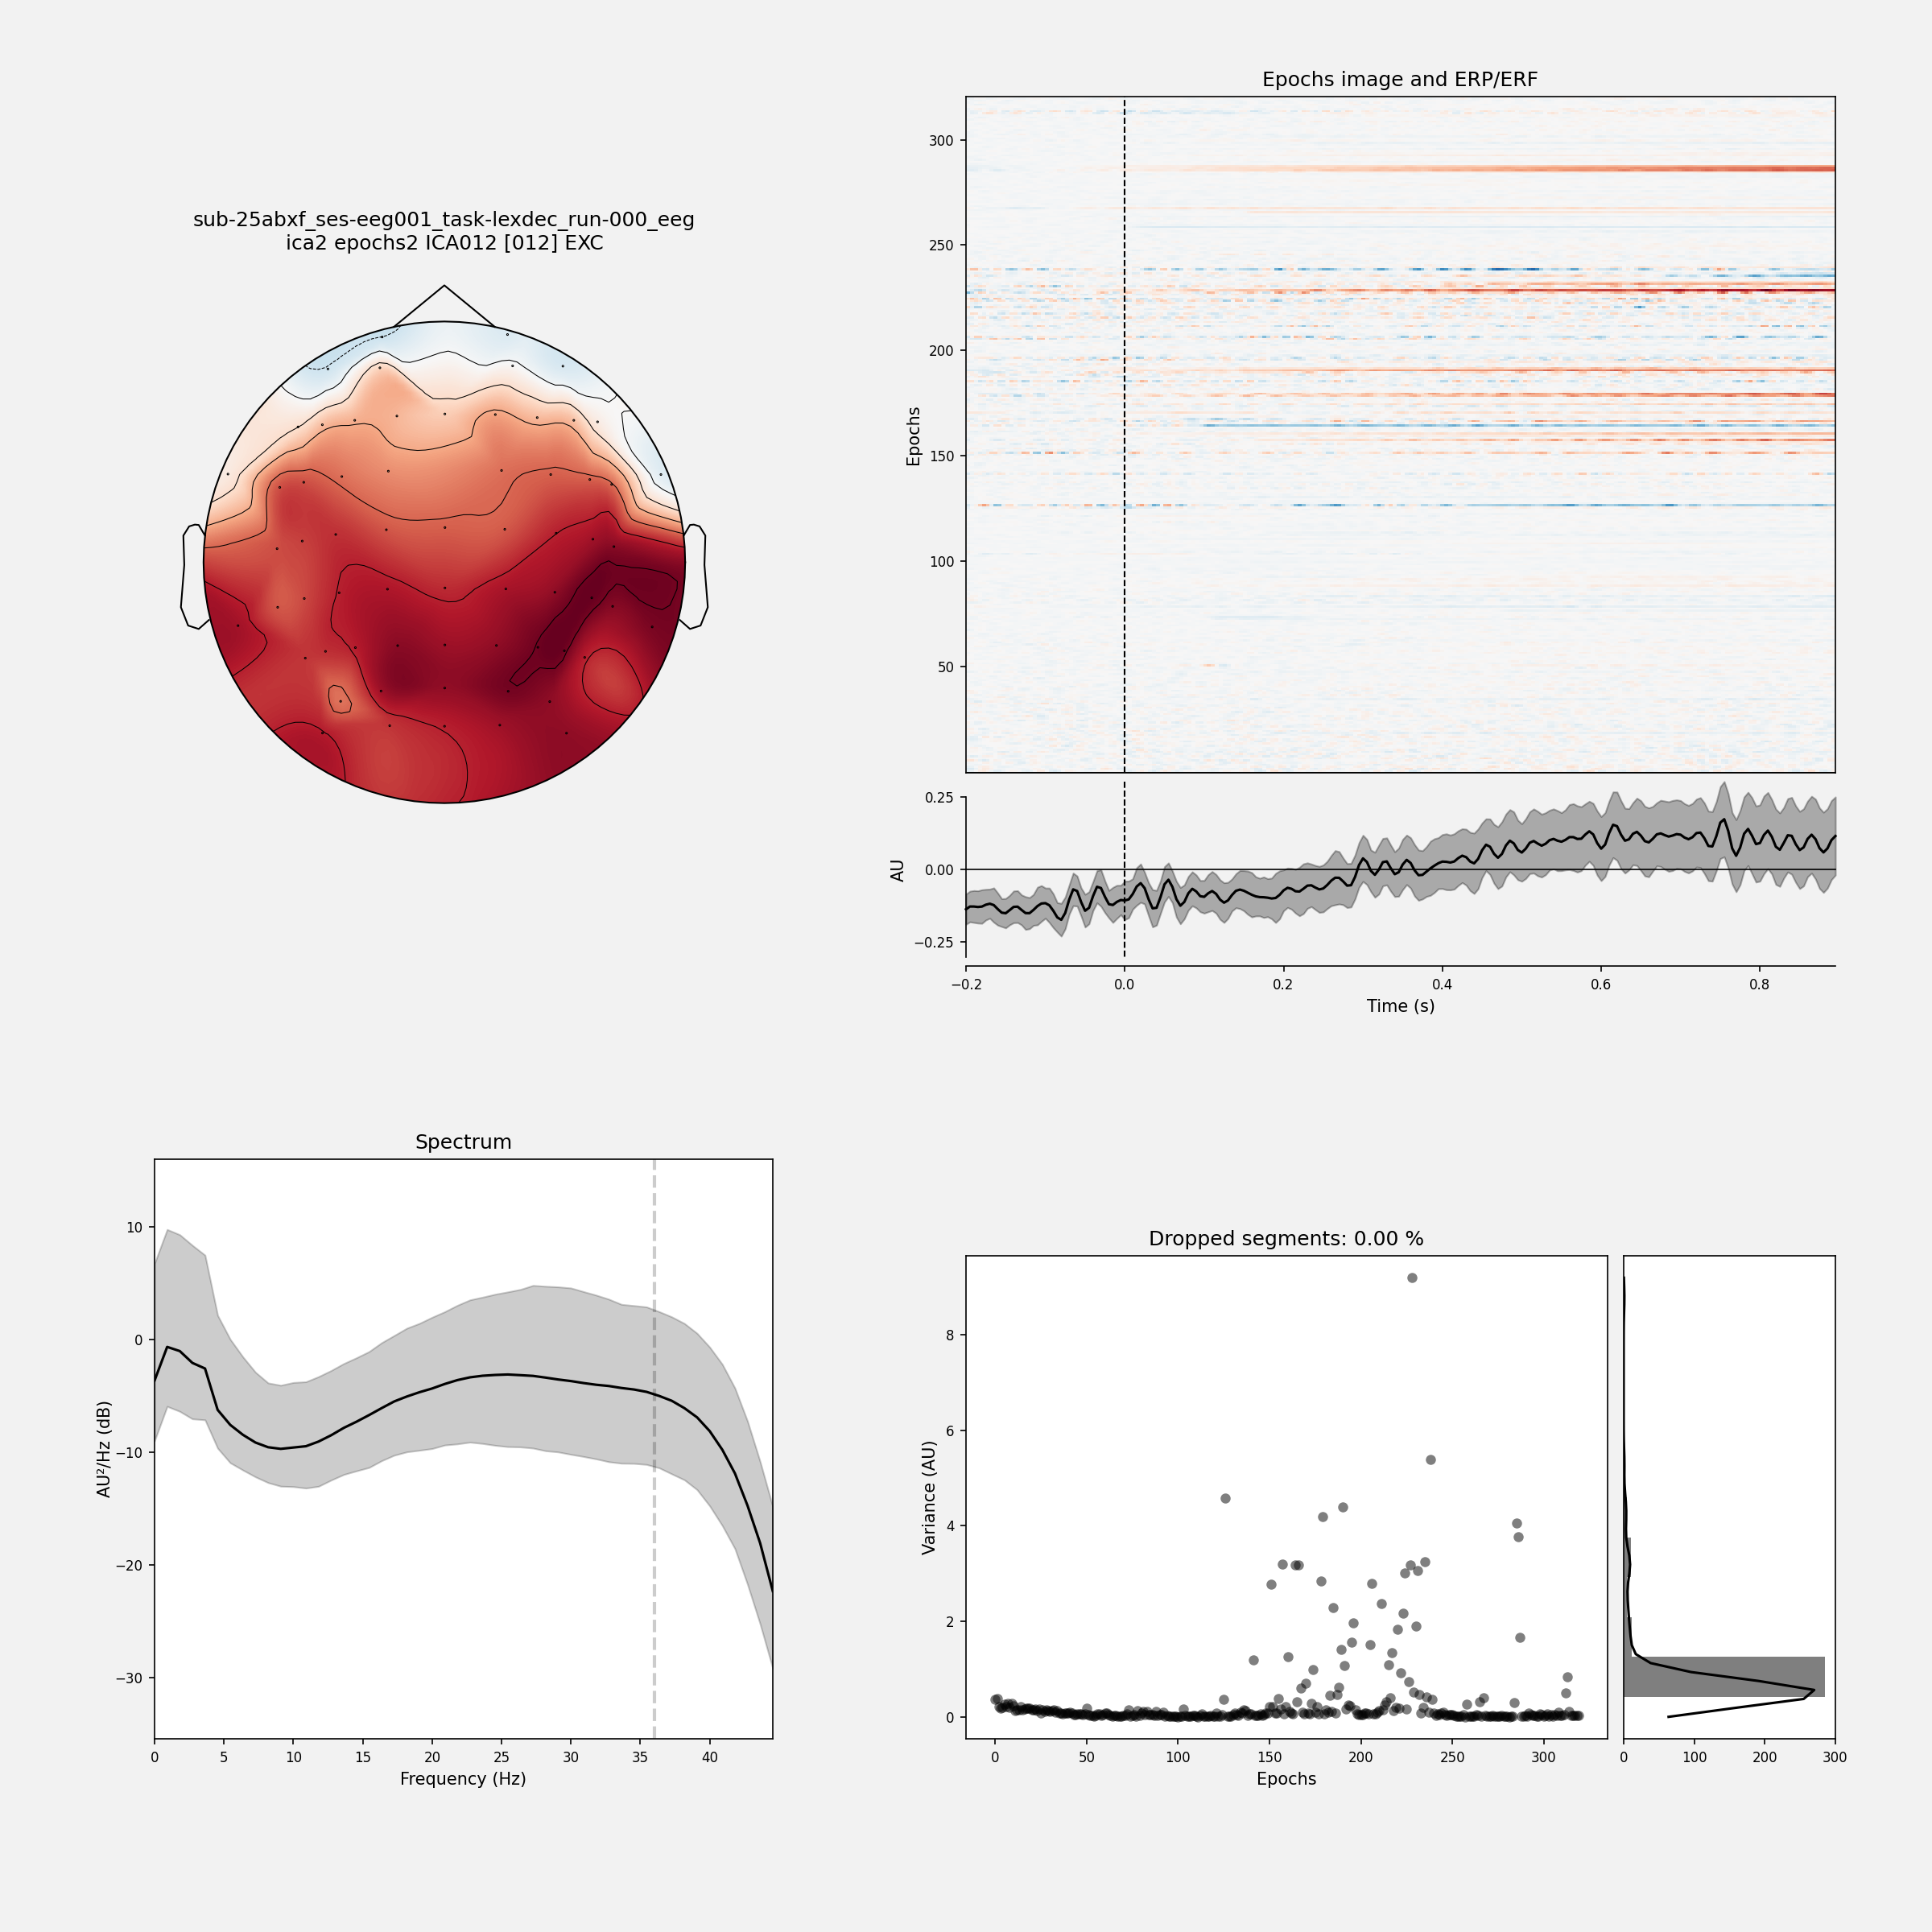 sub-25abxf_ses-eeg001_task-lexdec_run-000_eeg
ica2 epochs2 ICA012 [012] EXC
Epochs image and ERP/ERF
Epochs
300
250
200
150
100
50
AU
0.25
0.00
−0.25
−0.2 0.0 0.2 0.4 0.6 0.8
Time (s)
Spectrum
AU²/Hz (dB)
10
0
−10
−20
−30
0 5 10 15 20 25 30 35 40
Frequency (Hz)
Dropped segments: 0.00 %
Variance (AU)
8
6
4
2
0
0 50 100 150 200 250 300
Epochs
0 100 200 300